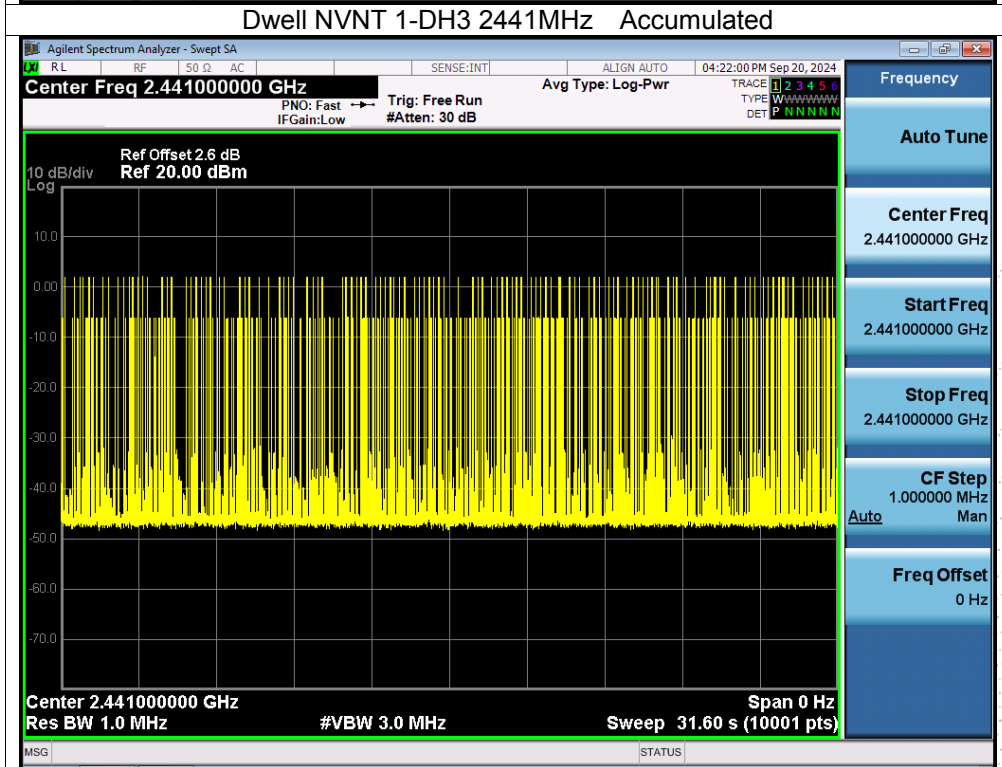 Dwell NVNT 1-DH3 2441MHz Accumulated
Agilent Spectrum Analyzer - Swept SA
LXI RL RF 50 Ω AC SENSE:INT ALIGN AUTO 04:22:00 PM Sep 20, 2024
Center Freq 2.441000000 GHz
PNO: Fast
IFGain:Low
Trig: Free Run
#Atten: 30 dB
Avg Type: Log-Pwr
TRACE 1 2 3 4 5 6
TYPE WWWWWW
DET P N N N N N
Frequency
Ref Offset 2.6 dB
10 dB/div Ref 20.00 dBm
Log
10.0
0.00
-10.0
-20.0
-30.0
-40.0
-50.0
-60.0
-70.0
Center 2.441000000 GHz Span 0 Hz
Res BW 1.0 MHz #VBW 3.0 MHz Sweep 31.60 s (10001 pts)
Auto Tune
Center Freq
2.441000000 GHz
Start Freq
2.441000000 GHz
Stop Freq
2.441000000 GHz
CF Step
1.000000 MHz
Auto Man
Freq Offset
0 Hz
MSG STATUS